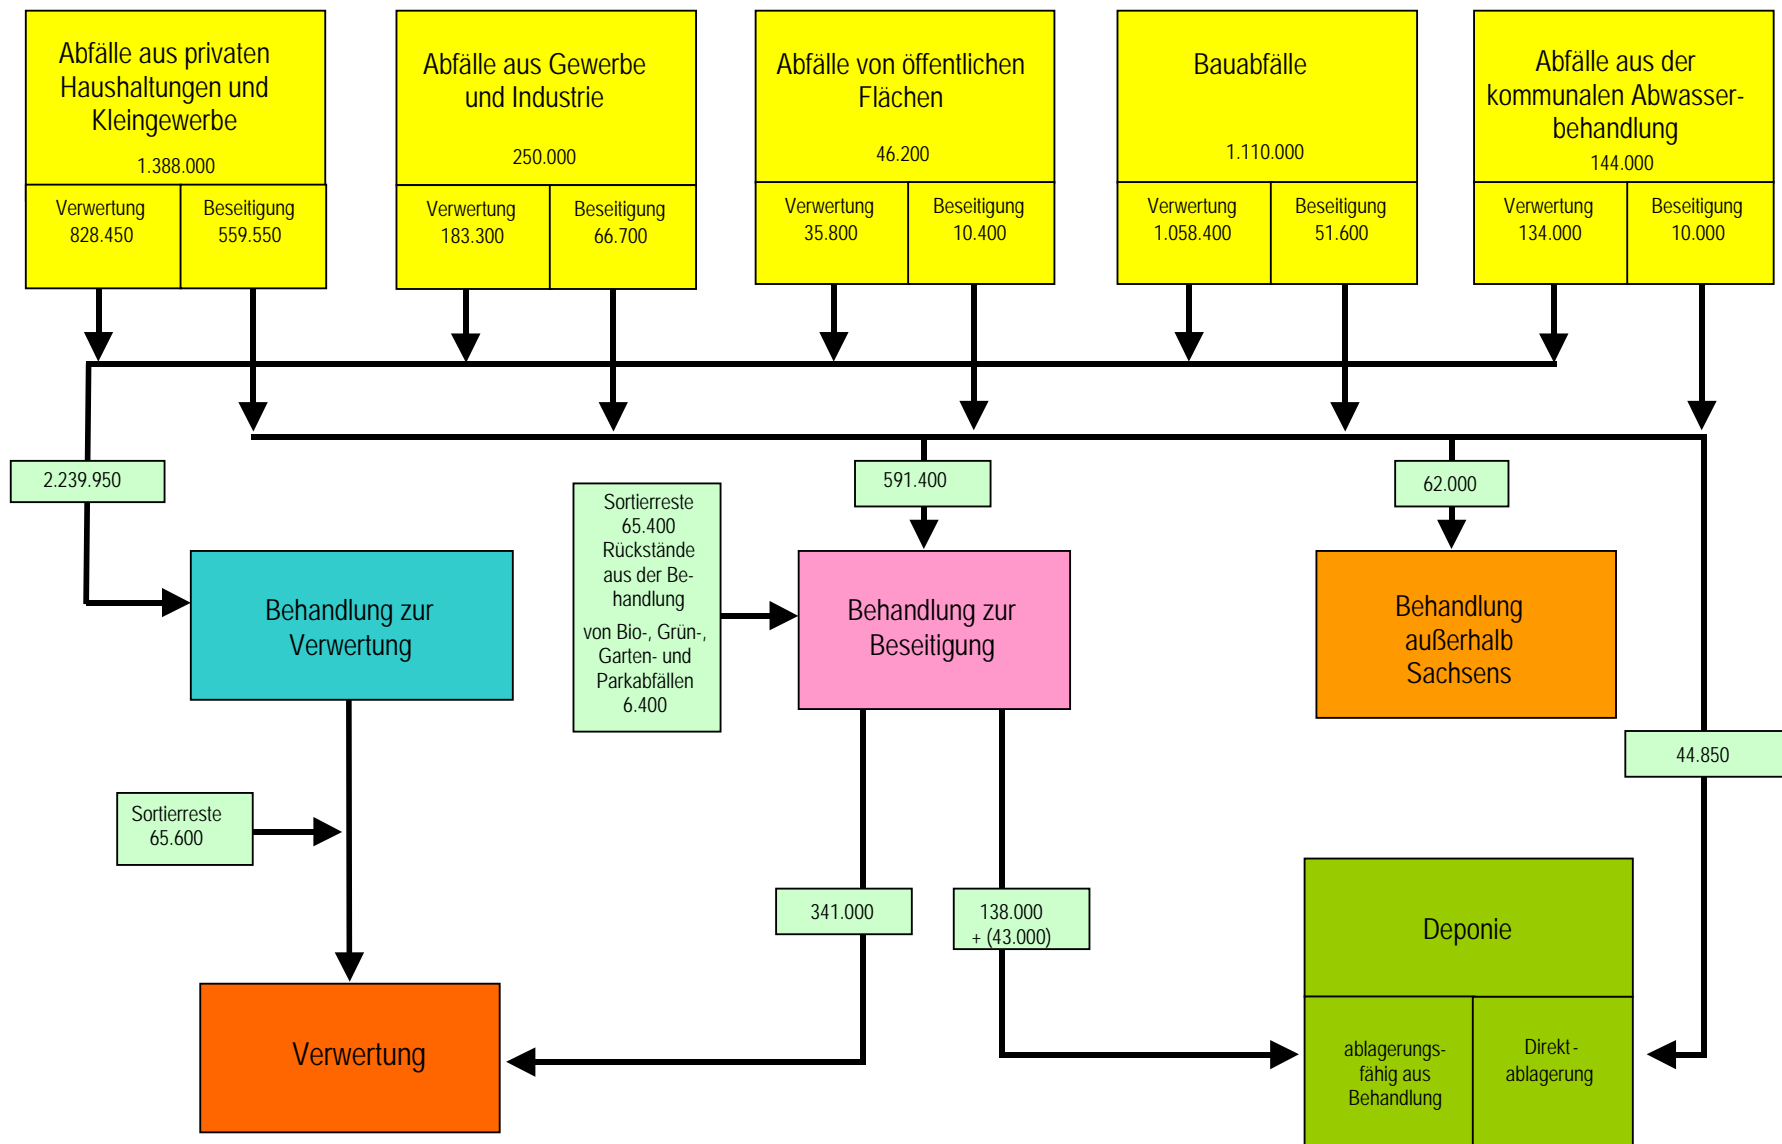 Abfälle aus privaten
Haushaltungen und
Kleingewerbe
1.388.000
Verwertung
828.450
Beseitigung
559.550
Abfälle aus Gewerbe
und Industrie
250.000
Verwertung
183.300
Beseitigung
66.700
Abfälle von öffentlichen
Flächen
46.200
Verwertung
35.800
Beseitigung
10.400
Bauabfälle
1.110.000
Verwertung
1.058.400
Beseitigung
51.600
Abfälle aus der
kommunalen Abwasser-
behandlung
144.000
Verwertung
134.000
Beseitigung
10.000
2.239.950
591.400
62.000
Sortierreste
65.400
Rückstände
aus der Be-
handlung
von Bio-, Grün-,
Garten- und
Parkabfällen
6.400
Behandlung zur
Verwertung
Behandlung zur
Beseitigung
Behandlung
außerhalb
Sachsens
44.850
Sortierreste
65.600
341.000
138.000
+ (43.000)
Deponie
ablagerungs-
fähig aus
Behandlung
Direkt-
ablagerung
Verwertung